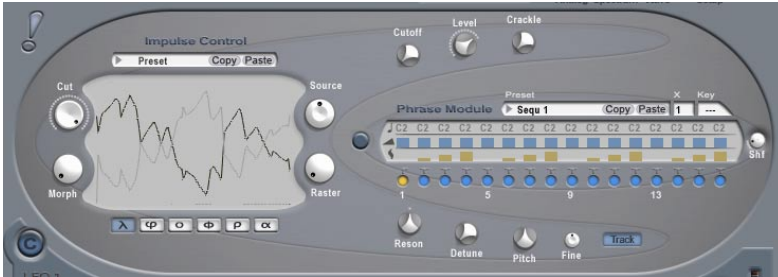 Impulse Control
Preset Copy Paste
Cut
Source
Morph
Raster
λ φ ο Φ ρ α
Cutoff
Level
Crackle
Preset X Key
Phrase Module Sequ 1 Copy Paste 1 ---
C2 C2 C2 C2 C2 C2 C2 C2 C2 C2 C2 C2 C2 C2 C2 C2
Shf
1 5 9 13
Reson
Detune
Pitch
Fine
Track
C